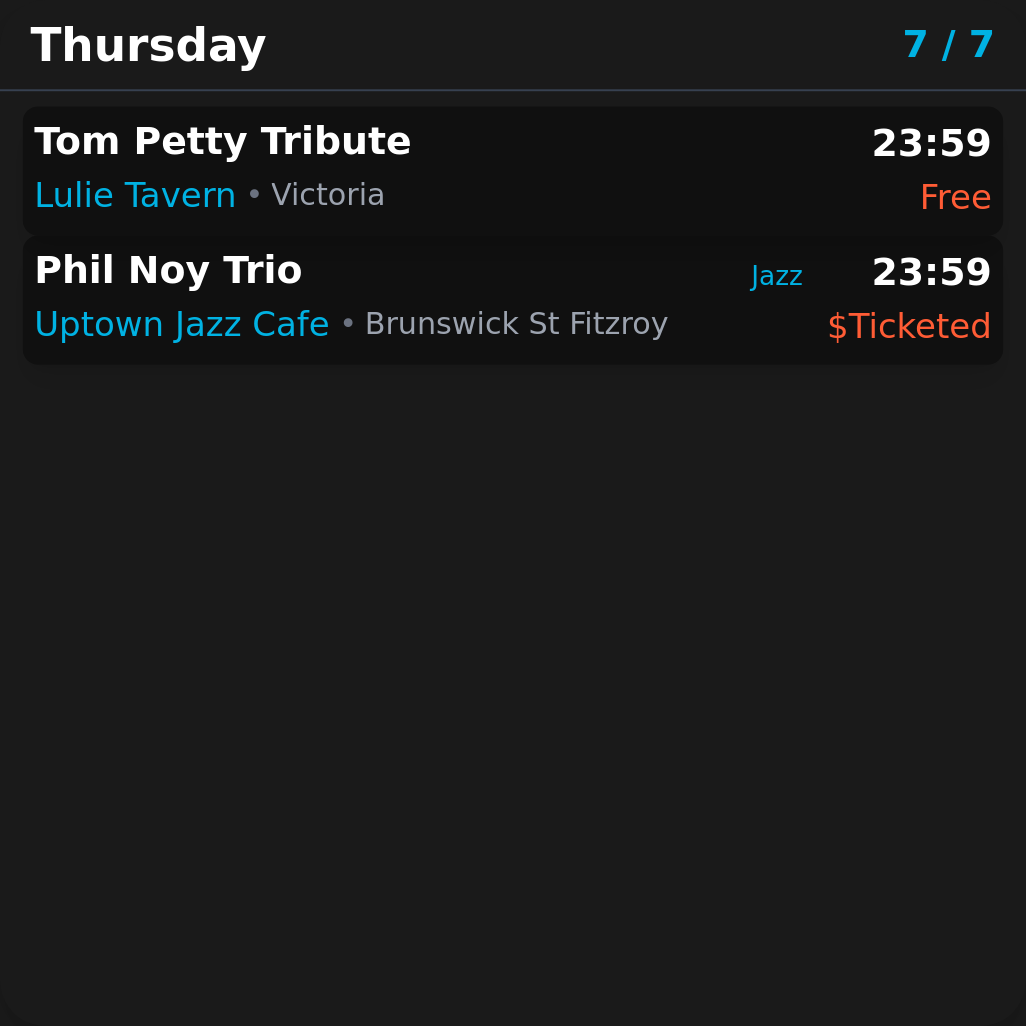 Thursday 7 / 7
Tom Petty Tribute 23:59
Lulie Tavern • Victoria Free
Phil Noy Trio Jazz 23:59
Uptown Jazz Cafe • Brunswick St Fitzroy $Ticketed